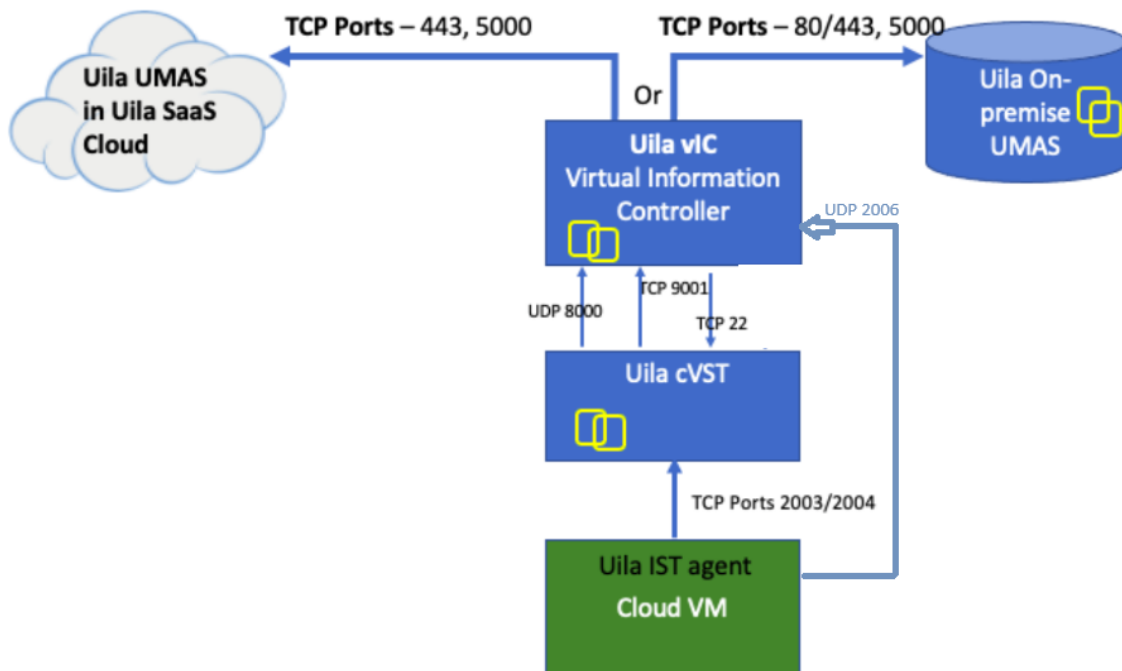 TCP Ports – 443, 5000
TCP Ports – 80/443, 5000
Uila UMAS
in Uila SaaS
Cloud
Or
Uila On-
premise
UMAS
Uila vIC
Virtual Information
Controller
UDP 2006
UDP 8000
TCP 9001
TCP 22
Uila cVST
TCP Ports 2003/2004
Uila IST agent
Cloud VM